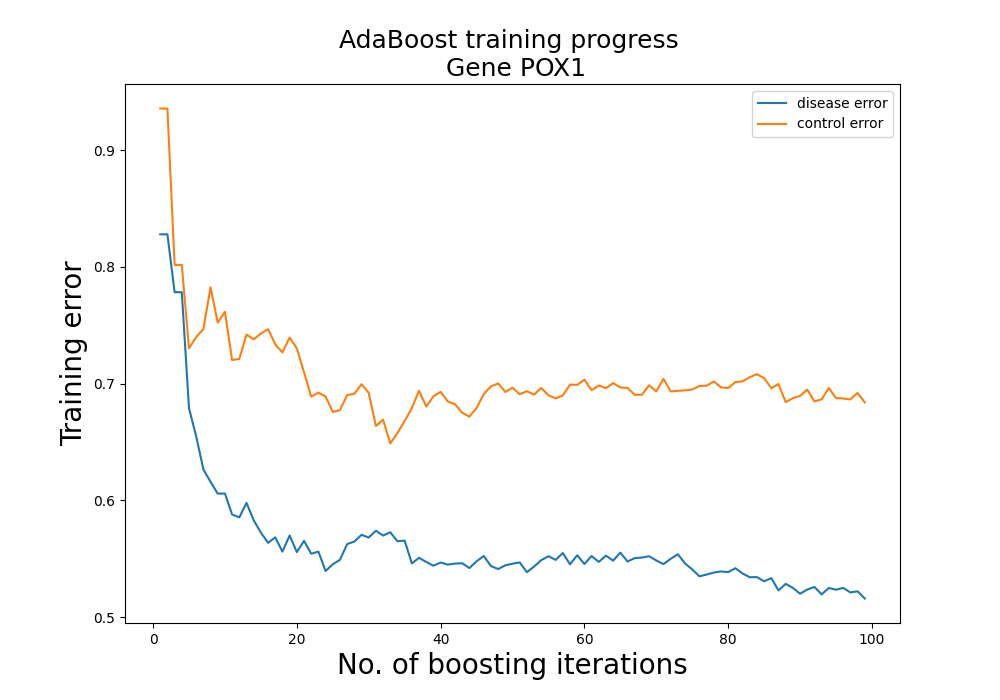 AdaBoost training progress
Gene POX1
disease error
control error
Training error
0.9
0.8
0.7
0.6
0.5
0
20
40
60
80
100
No. of boosting iterations